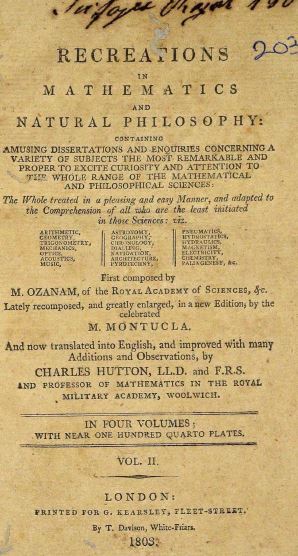 203
RECREATIONS
IN
MATHEMATICS
AND
NATURAL PHILOSOPHY:
CONTAINING
AMUSING DISSERTATIONS AND ENQUIRIES CONCERNING A
VARIETY OF SUBJECTS THE MOST REMARKABLE AND
PROPER TO EXCITE CURIOSITY AND ATTENTION TO
THE WHOLE RANGE OF THE MATHEMATICAL
AND PHILOSOPHICAL SCIENCES:
The Whole treated in a pleasing and easy Manner, and adapted to
the Comprehension of all who are the least initiated
in those Sciences: viz.
ARITHMETIC,
GEOMETRY,
TRIGONOMETRY,
MECHANICS,
OPTICS,
ACOUSTICS,
MUSIC,
ASTRONOMY,
GEOGRAPHY,
CHRONOLOGY,
DIALLING,
NAVIGATION,
ARCHITECTURE,
PYROTECHNY,
PNEUMATICS,
HYDROSTATICS,
HYDRAULICS,
MAGNETISM,
ELECTRICITY,
CHEMISTRY,
PALINGENESY, &c.
First composed by
M. OZANAM, of the ROYAL ACADEMY of SCIENCES, &c.
Lately recomposed, and greatly enlarged, in a new Edition, by the
celebrated
M. MONTUCLA.
And now translated into English, and improved with many
Additions and Observations, by
CHARLES HUTTON, LL.D. and F.R.S.
AND PROFESSOR OF MATHEMATICS IN THE ROYAL
MILITARY ACADEMY, WOOLWICH.
IN FOUR VOLUMES;
WITH NEAR ONE HUNDRED QUARTO PLATES.
VOL. II.
LONDON:
PRINTED FOR G. KEARSLEY, FLEET-STREET.
By T. Davison, White-Friars.
1803.